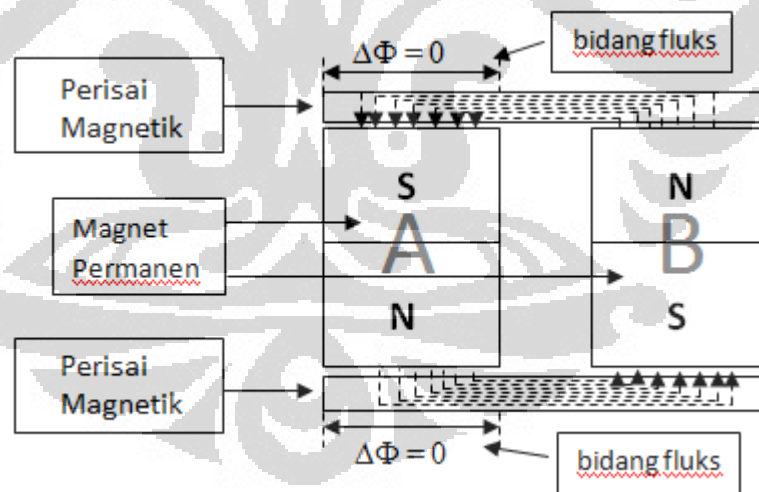 ΔΦ = 0
bidang fluks
Perisai
Magnetik
S
N
A
B
Magnet
Permanen
N
S
Perisai
Magnetik
ΔΦ = 0
bidang fluks